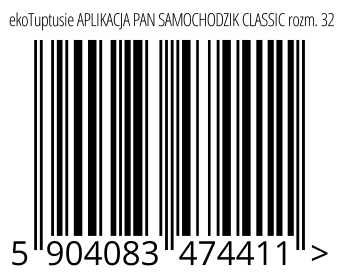 ekoTuptusie APLIKACJA PAN SAMOCHODZIK CLASSIC rozm. 32
5 904083 474411 >